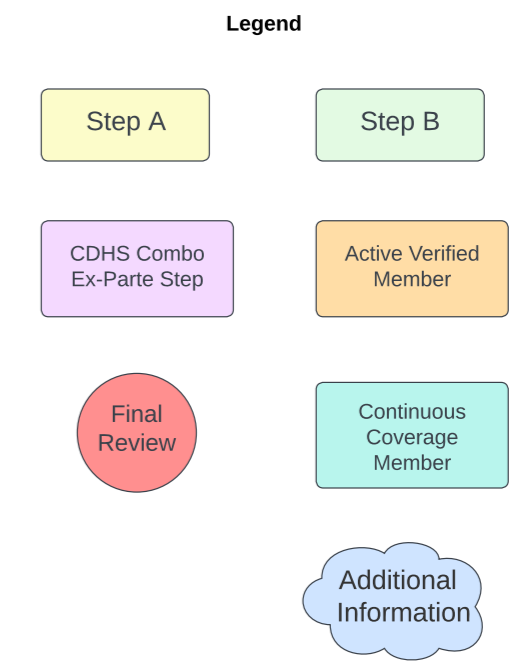 Legend
Step A
Step B
CDHS Combo
Ex-Parte Step
Active Verified
Member
Final
Review
Continuous
Coverage
Member
Additional
Information